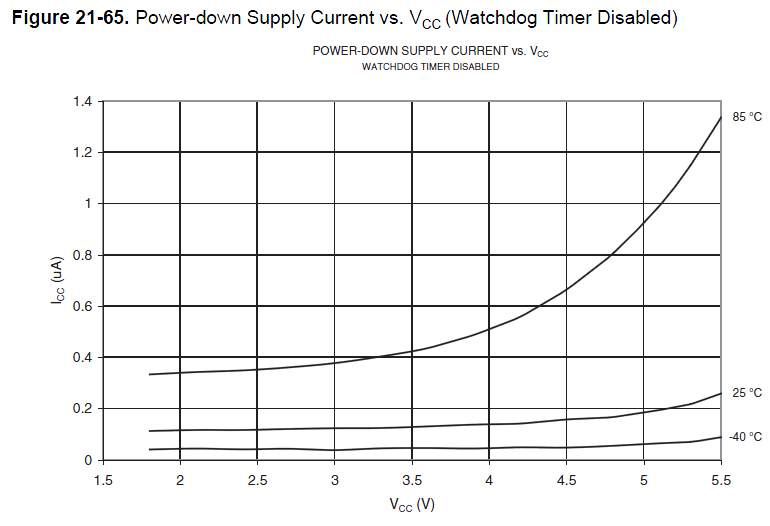 Figure 21-65. Power-down Supply Current vs. VCC (Watchdog Timer Disabled)
POWER-DOWN SUPPLY CURRENT vs. VCC
WATCHDOG TIMER DISABLED
1.4
1.2
1
0.8
0.6
0.4
0.2
0
ICC (uA)
85 °C
25 °C
-40 °C
1.5 2 2.5 3 3.5 4 4.5 5 5.5
VCC (V)